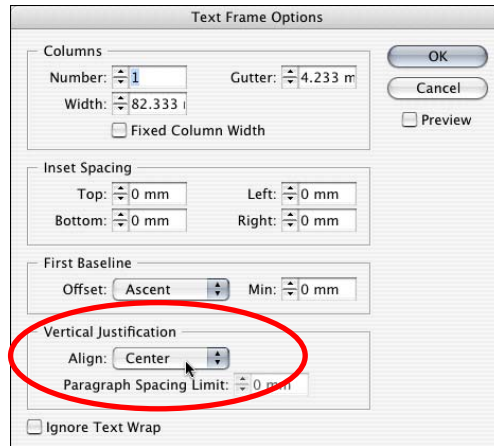 Text Frame Options
Columns
Number: 1 Gutter: 4.233 m
Width: 82.333
Fixed Column Width
OK
Cancel
Preview
Inset Spacing
Top: 0 mm Left: 0 mm
Bottom: 0 mm Right: 0 mm
First Baseline
Offset: Ascent Min: 0 mm
Vertical Justification
Align: Center
Paragraph Spacing Limit: 0 mm
Ignore Text Wrap